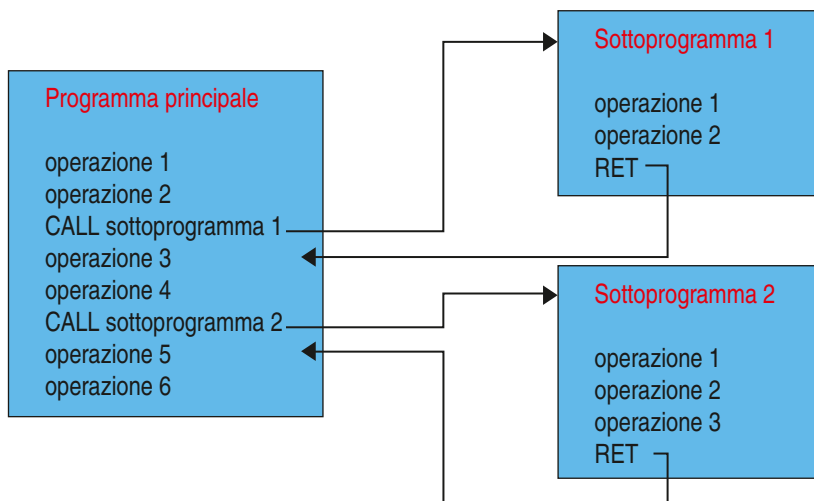 Programma principale
operazione 1
operazione 2
CALL sottoprogramma 1
operazione 3
operazione 4
CALL sottoprogramma 2
operazione 5
operazione 6
Sottoprogramma 1
operazione 1
operazione 2
RET
Sottoprogramma 2
operazione 1
operazione 2
operazione 3
RET